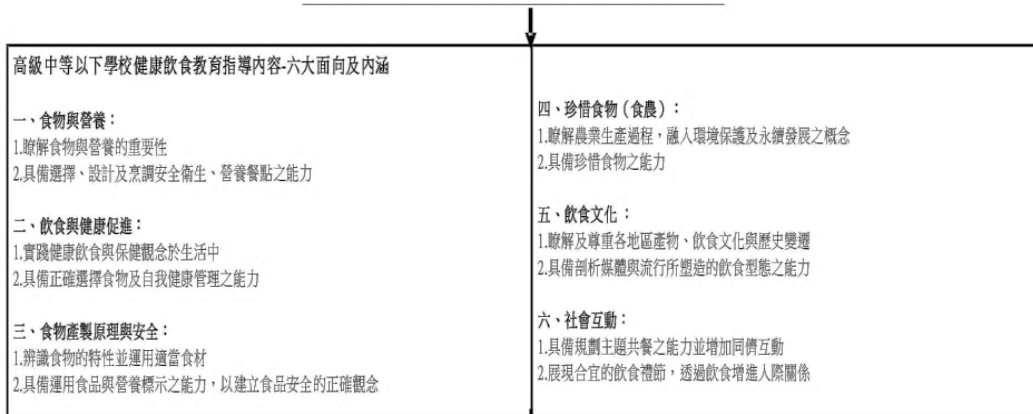 高級中等以下學校健康飲食教育指導內容-六大面向及內涵
一、食物與營養：
1.瞭解食物與營養的重要性
2.具備選擇、設計及烹調安全衛生、營養餐點之能力
二、飲食與健康促進：
1.實踐健康飲食與保健觀念於生活中
2.具備正確選擇食物及自我健康管理之能力
三、食物產製原理與安全：
1.辨識食物的特性並運用適當食材
2.具備運用食品與營養標示之能力，以建立食品安全的正確觀念
四、珍惜食物（食農）：
1.瞭解農業生產過程，融入環境保護及永續發展之概念
2.具備珍惜食物之能力
五、飲食文化：
1.瞭解及尊重各地區產物、飲食文化與歷史變遷
2.具備剖析媒體與流行所塑造的飲食型態之能力
六、社會互動：
1.具備規劃主題共餐之能力並增加同儕互動
2.展現合宜的飲食禮節，透過飲食增進人際關係